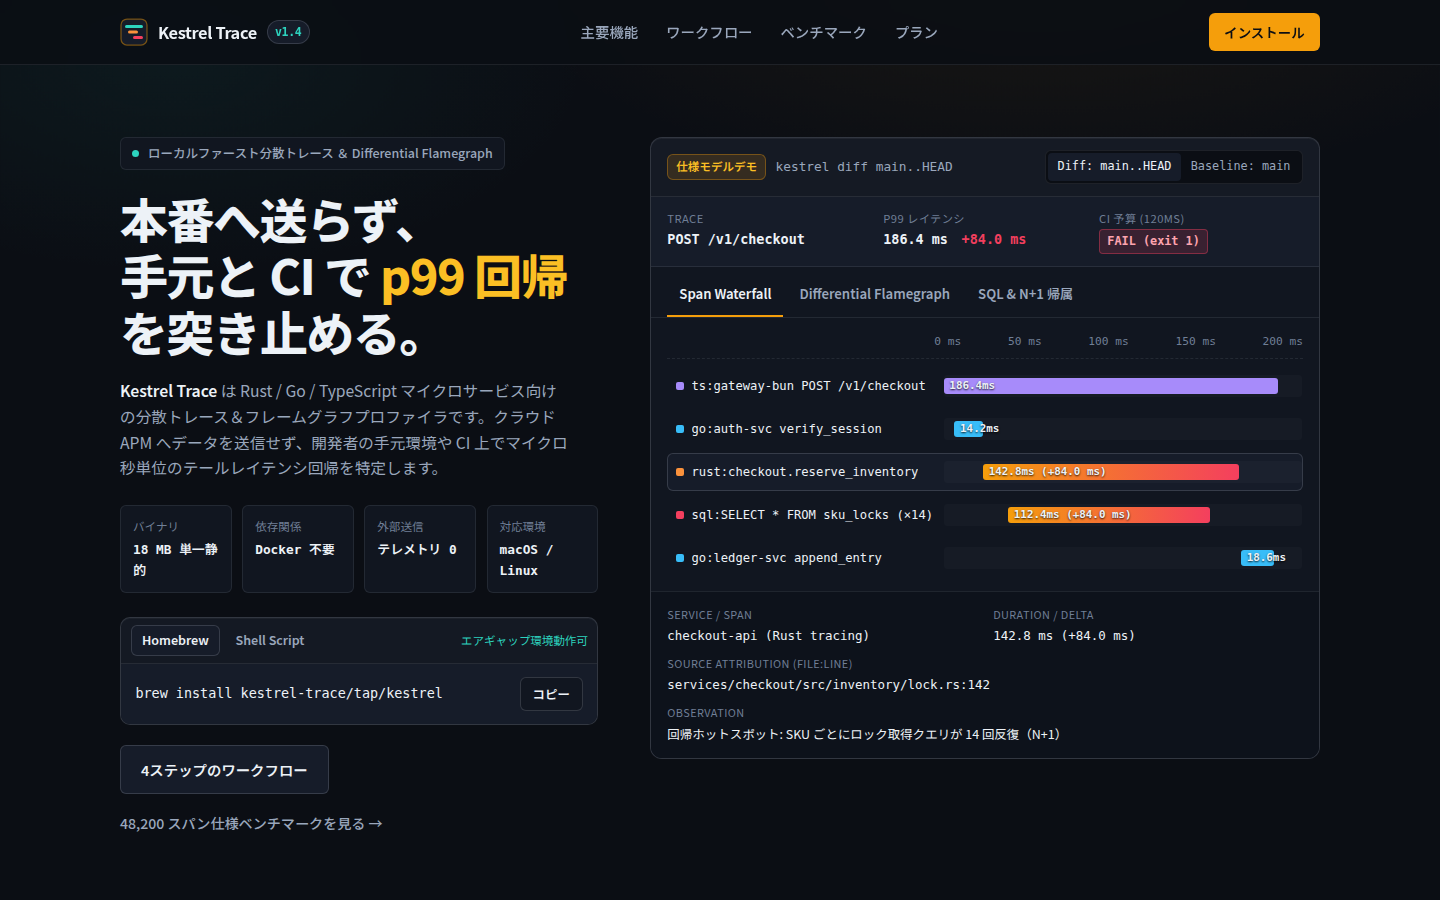 Kestrel Trace v1.4
主要機能 ワークフロー ベンチマーク プラン
インストール
ローカルファースト分散トレース & Differential Flamegraph
本番へ送らず、
手元と CI で p99 回帰
を突き止める。
Kestrel Trace は Rust / Go / TypeScript マイクロサービス向け
の分散トレース＆フレームグラフプロファイラです。クラウド
APM へデータを送信せず、開発者の手元環境や CI 上でマイクロ
秒単位のテールレイテンシ回帰を特定します。
バイナリ
18 MB 単一静
的
依存関係
Docker 不要
外部送信
テレメトリ 0
対応環境
macOS /
Linux
Homebrew Shell Script エアギャップ環境動作可
brew install kestrel-trace/tap/kestrel コピー
4ステップのワークフロー
48,200 スパン仕様ベンチマークを見る →
仕様モデルデモ kestrel diff main..HEAD Diff: main..HEAD Baseline: main
TRACE
POST /v1/checkout
P99 レイテンシ
186.4 ms +84.0 ms
CI 予算 (120MS)
FAIL (exit 1)
Span Waterfall Differential Flamegraph SQL & N+1 帰属
0 ms 50 ms 100 ms 150 ms 200 ms
ts:gateway-bun POST /v1/checkout 186.4ms
go:auth-svc verify_session 14.2ms
rust:checkout.reserve_inventory 142.8ms (+84.0 ms)
sql:SELECT * FROM sku_locks (×14) 112.4ms (+84.0 ms)
go:ledger-svc append_entry 18.6ms
SERVICE / SPAN
checkout-api (Rust tracing)
DURATION / DELTA
142.8 ms (+84.0 ms)
SOURCE ATTRIBUTION (FILE:LINE)
services/checkout/src/inventory/lock.rs:142
OBSERVATION
回帰ホットスポット: SKU ごとにロック取得クエリが 14 回反復（N+1）